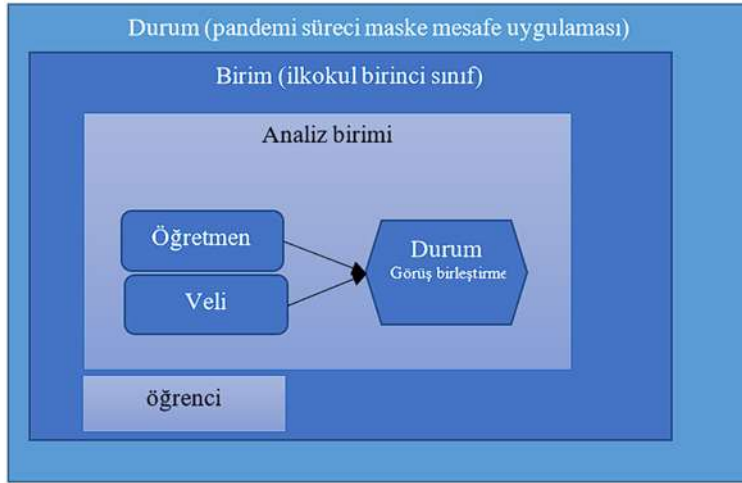 Durum (pandemi süreci maske mesafe uygulaması)
Birim (ilkokul birinci sınıf)
Analiz birimi
Öğretmen
Veli
Durum
Görüş birleştirme
öğrenci